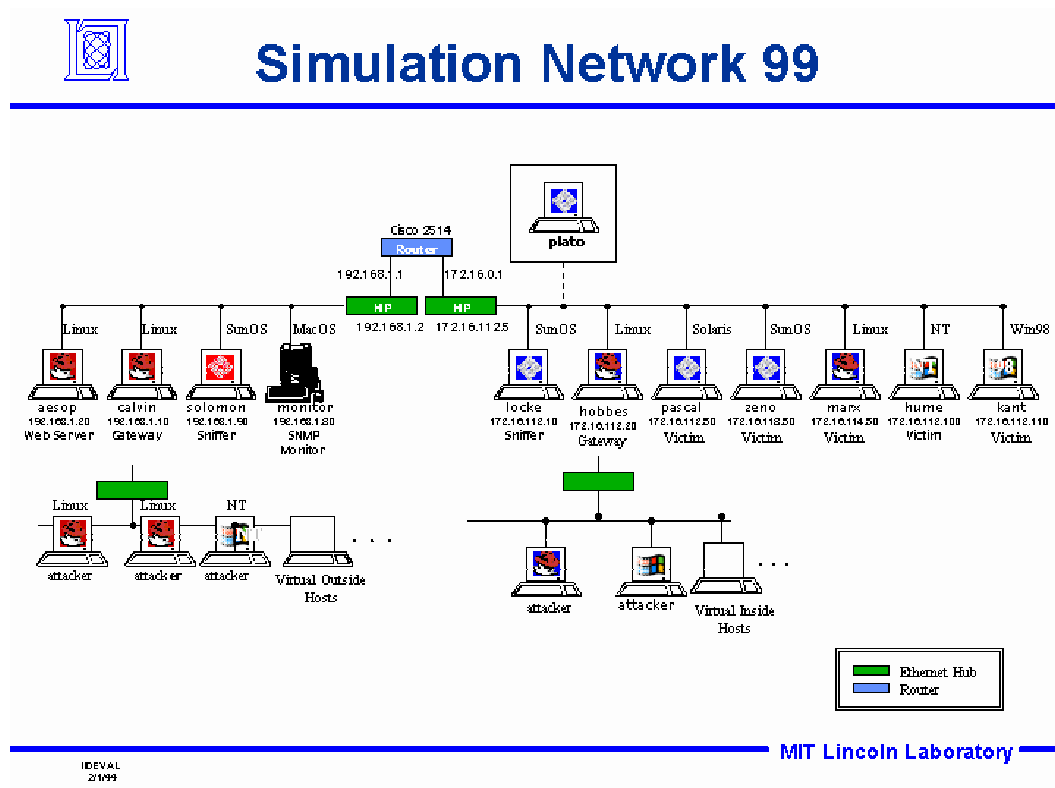 Simulation Network 99
plato
Cisco 2514
Router
192.168.1.1 172.16.0.1
HP HP
192.168.1.2 172.16.112.5
Linux Linux SunOS MacOS SunOS Linux Solaris SunOS Linux NT Win98
aesop calvin solomon monitor locke hobbes pascal zeno marx hume kant
192.168.1.20 192.168.1.10 192.168.1.90 192.168.1.80 172.16.112.10 172.16.112.20 172.16.112.50 172.16.113.50 172.16.114.50 172.16.112.100 172.16.112.110
Web Server Gateway Sniffer SNMP Sniffer Gateway Victim Victim Victim Victim Victim
Monitor
Linux Linux NT
attacker attacker attacker Virtual Outside
Hosts
. . .
attacker attacker Virtual Inside
Hosts
. . .
Ethernet Hub
Router
MIT Lincoln Laboratory
IDEVAL
2/1/99